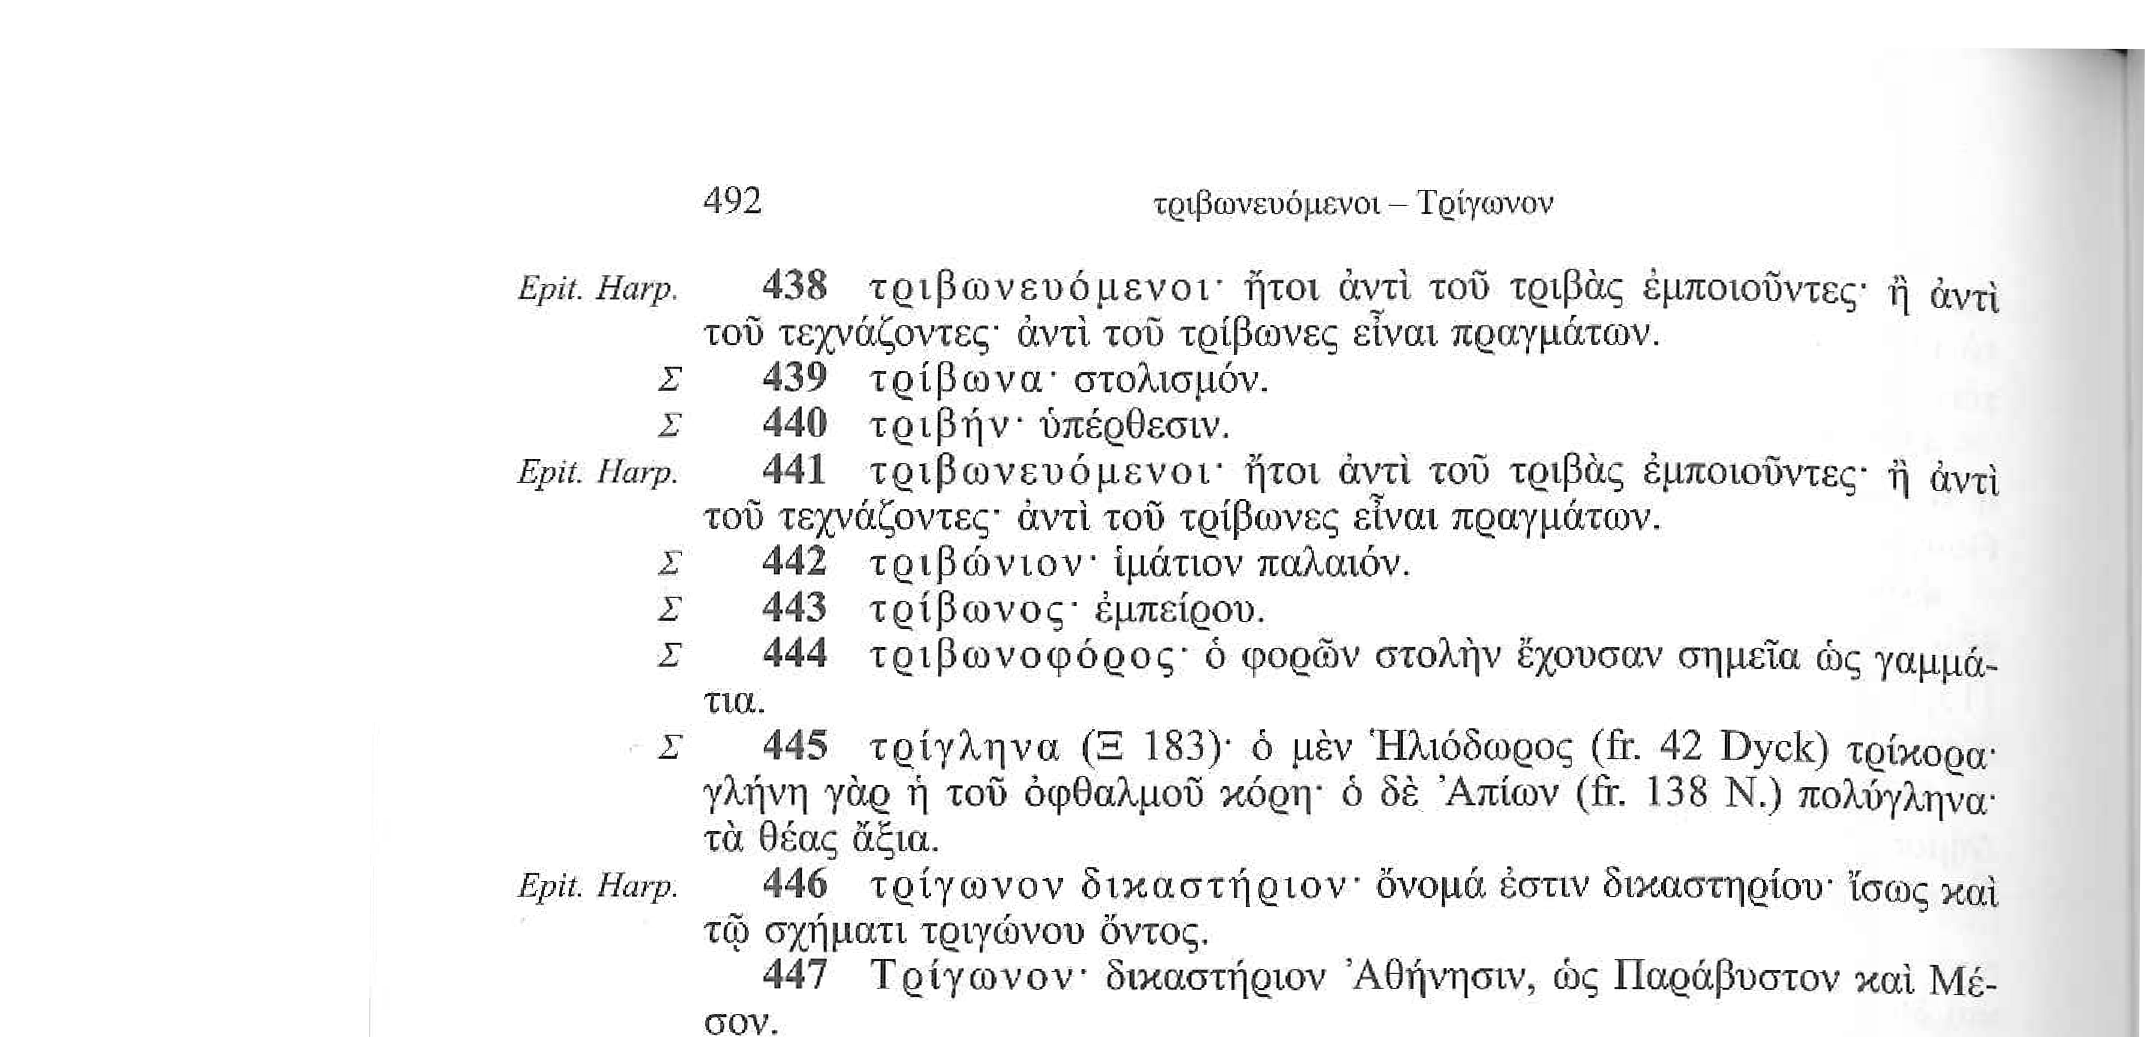 492 τριβωνευόμενοι – Τρίγωνον
Epit. Harp. 438 τριβωνευόμενοι· ἤτοι ἀντὶ τοῦ τριβὰς ἐμποιοῦντες· ἢ ἀντὶ
τοῦ τεχνάζοντες· ἀντὶ τοῦ τρίβωνες εἶναι πραγμάτων.
Σ 439 τρίβωνα· στολισμόν.
Σ 440 τριβήν· ὑπέρθεσιν.
Epit. Harp. 441 τριβωνευόμενοι· ἤτοι ἀντὶ τοῦ τριβὰς ἐμποιοῦντες· ἢ ἀντὶ
τοῦ τεχνάζοντες· ἀντὶ τοῦ τρίβωνες εἶναι πραγμάτων.
Σ 442 τριβώνιον· ἱμάτιον παλαιόν.
Σ 443 τρίβωνος· ἐμπείρου.
Σ 444 τριβωνοφόρος· ὁ φορῶν στολὴν ἔχουσαν σημεῖα ὡς γαμμά-
τια.
Σ 445 τρίγληνα (Ξ 183)· ὁ μὲν Ἡλιόδωρος (fr. 42 Dyck) τρίκορα·
γλήνη γὰρ ἡ τοῦ ὀφθαλμοῦ κόρη· ὁ δὲ Ἀπίων (fr. 138 N.) πολύγληνα·
τὰ θέας ἄξια.
Epit. Harp. 446 τρίγωνον δικαστήριον· ὄνομά ἐστιν δικαστηρίου· ἴσως καὶ
τῷ σχήματι τριγώνου ὄντος.
447 Τρίγωνον· δικαστήριον Ἀθήνησιν, ὡς Παράβυστον καὶ Μέ-
σον.